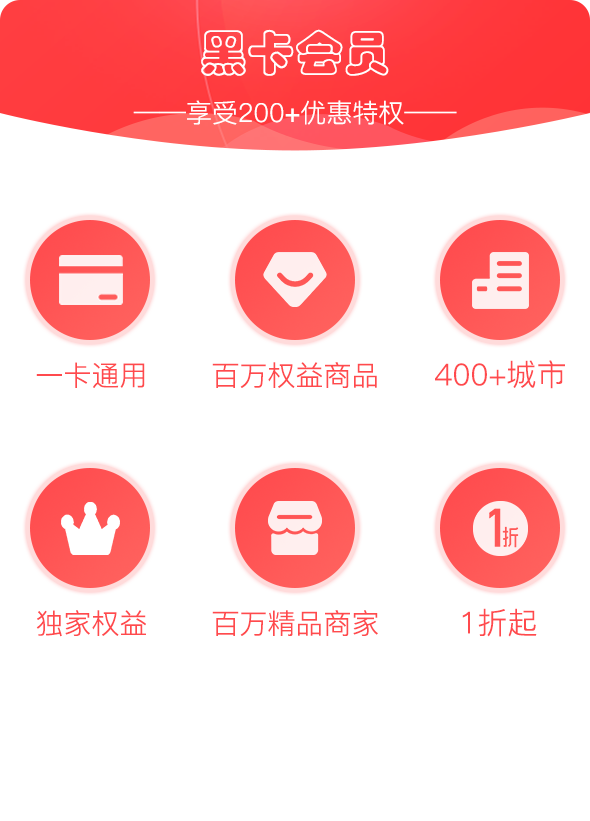 黑卡会员
——享受200+优惠特权——
一卡通用
百万权益商品
400+城市
1折
独家权益
百万精品商家
1折起